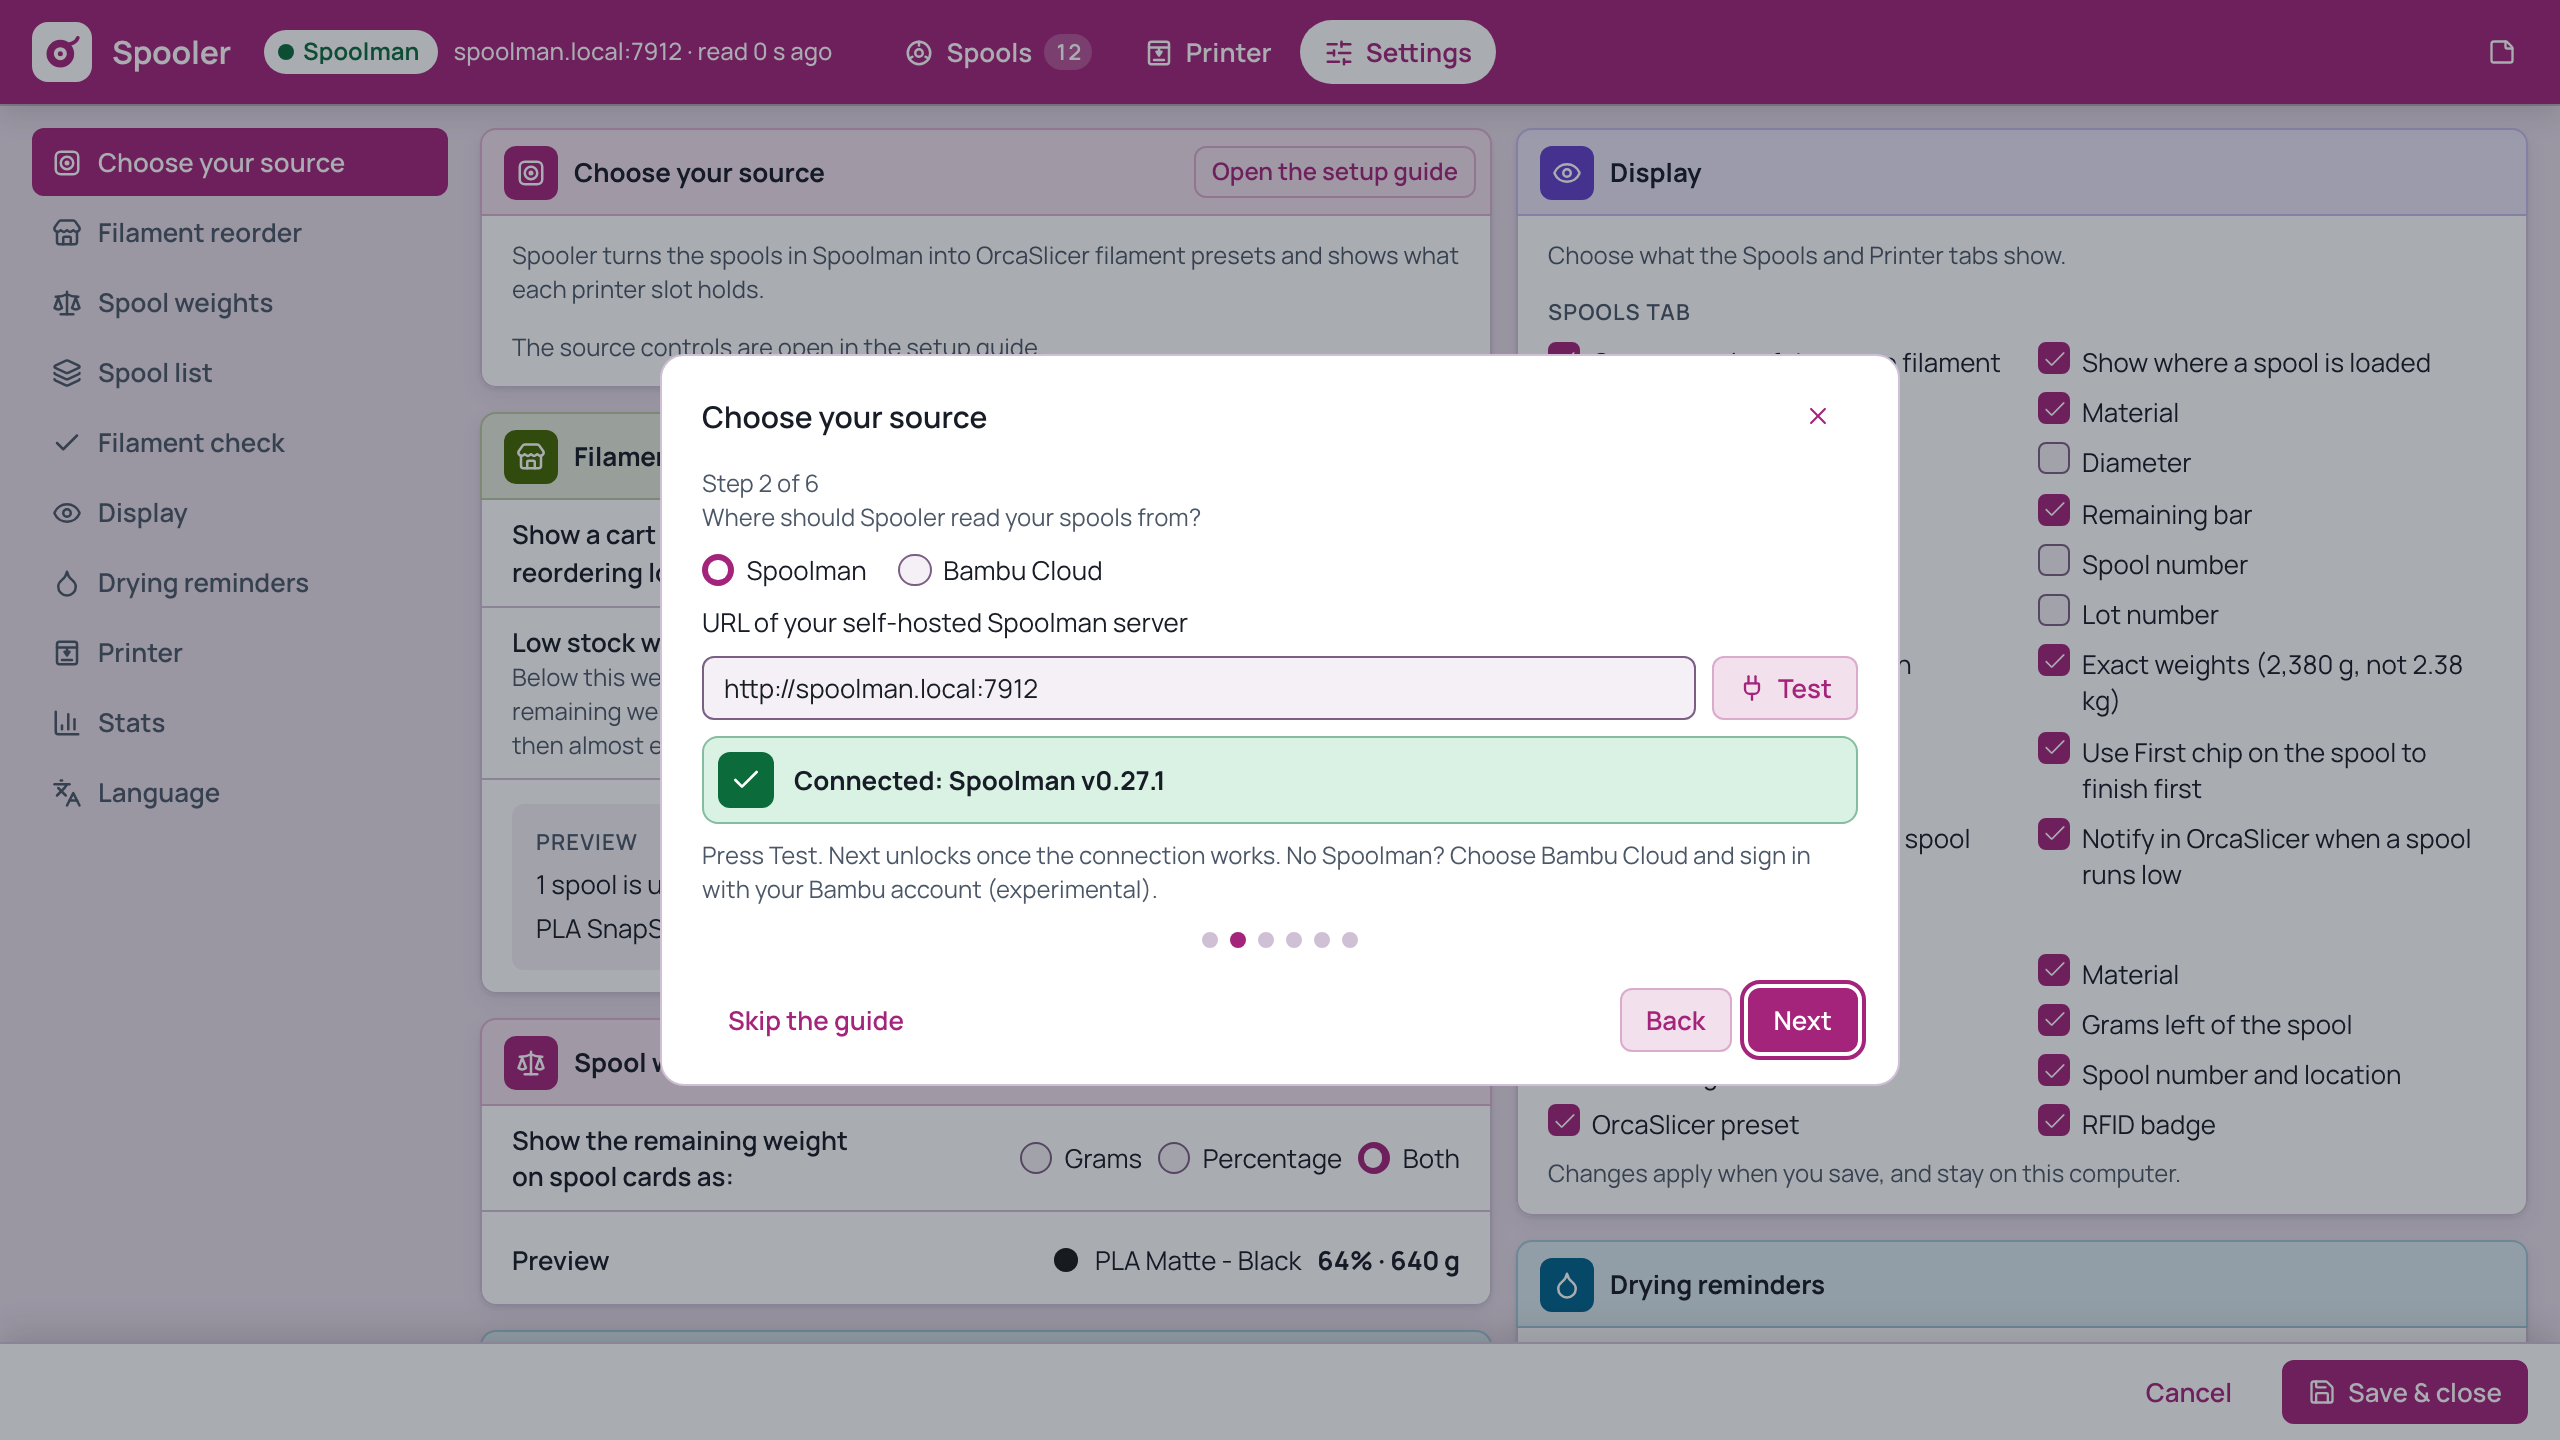 Spooler
Spoolman
spoolman.local:7912 · read 0 s ago
Spools 12
Printer
Settings
Choose your source
Filament reorder
Spool weights
Spool list
Filament check
Display
Drying reminders
Printer
Stats
Language
Choose your source
Open the setup guide
Spooler turns the spools in Spoolman into OrcaSlicer filament presets and shows what
each printer slot holds.
The source controls are open in the setup guide
Show a cart
reordering
Low stock
Below this
remaining
then almost
PREVIEW
1 spool is
Choose your source
Step 2 of 6
Where should Spooler read your spools from?
Spoolman
Bambu Cloud
URL of your self-hosted Spoolman server
http://spoolman.local:7912
Test
Connected: Spoolman v0.27.1
Press Test. Next unlocks once the connection works. No Spoolman? Choose Bambu Cloud and sign in
with your Bambu account (experimental).
Skip the guide
Back
Next
Spool
Show the remaining weight
on spool cards as:
Grams
Percentage
Both
Preview
PLA Matte - Black 64% · 640 g
Display
Choose what the Spools and Printer tabs show.
SPOOLS TAB
filament
Show where a spool is loaded
Material
Diameter
Remaining bar
Spool number
Lot number
Exact weights (2,380 g, not 2.38
kg)
Use First chip on the spool to
finish first
spool
Notify in OrcaSlicer when a spool
runs low
Material
Grams left of the spool
Spool number and location
OrcaSlicer preset
RFID badge
Changes apply when you save, and stay on this computer.
Drying reminders
Cancel
Save & close